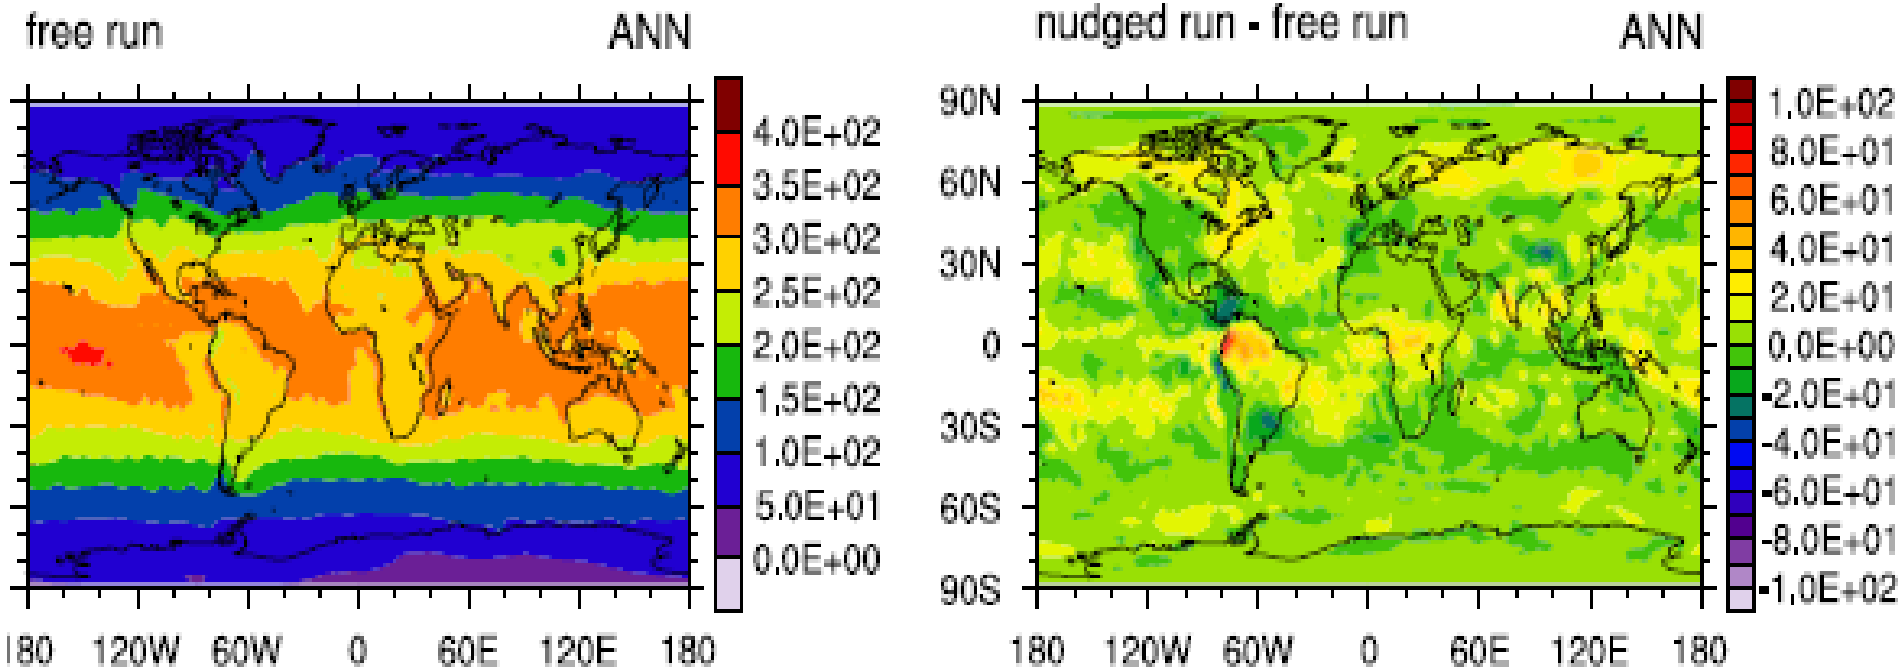 free run ANN
4.0E+02
3.5E+02
3.0E+02
2.5E+02
2.0E+02
1.5E+02
1.0E+02
5.0E+01
0.0E+00
180 120W 60W 0 60E 120E 180
nudged run - free run ANN
90N
60N
30N
0
30S
60S
90S
1.0E+02
8.0E+01
6.0E+01
4.0E+01
2.0E+01
0.0E+00
-2.0E+01
-4.0E+01
-6.0E+01
-8.0E+01
-1.0E+02
180 120W 60W 0 60E 120E 180